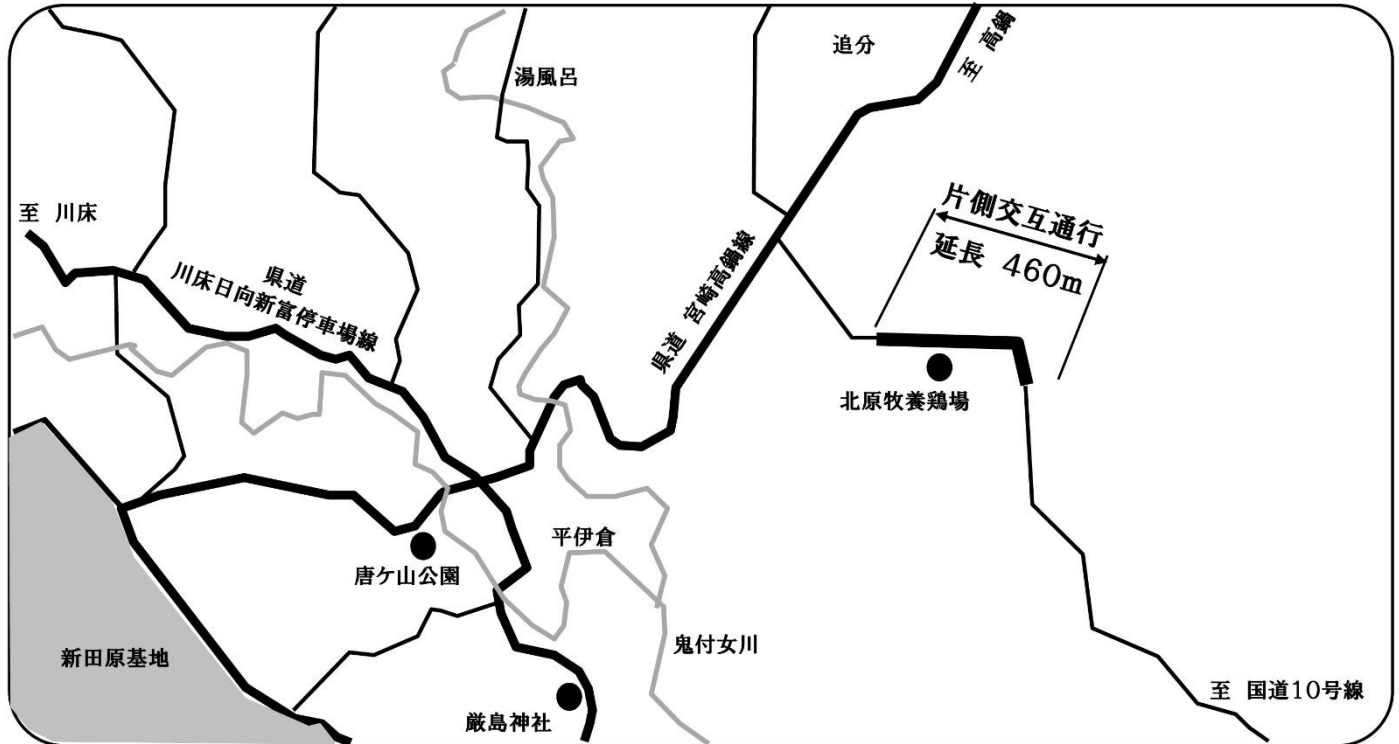 追分
至 高鍋
湯風呂
至 川床
片側交互通行
延長 460m
県道
川床日向新富停車場線
県道 宮崎高鍋線
北原牧養鶏場
平伊倉
唐ケ山公園
鬼付女川
新田原基地
至 国道10号線
厳島神社